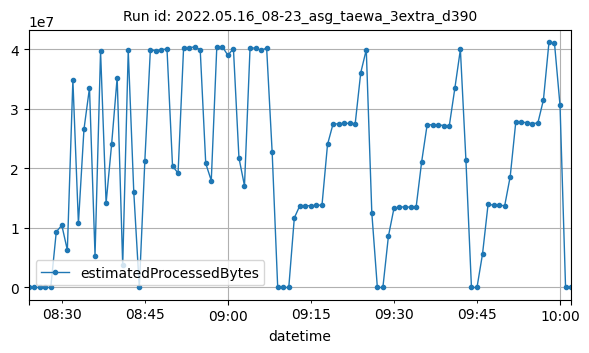 Run id: 2022.05.16_08-23_asg_taewa_3extra_d390
1e7
4
3
2
1
0
estimatedProcessedBytes
08:30 08:45 09:00 09:15 09:30 09:45 10:00
datetime